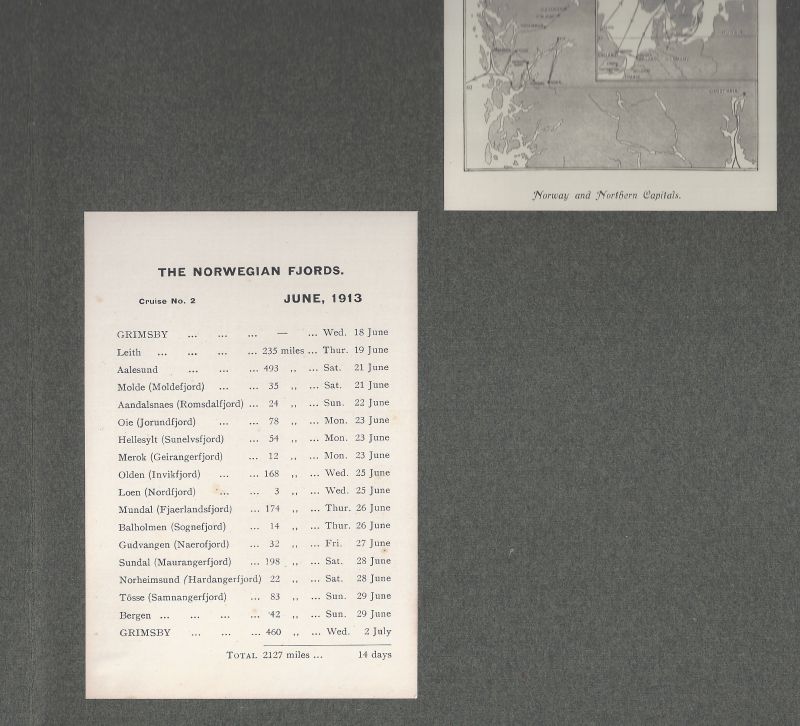 Norway and Northern Capitals.
THE NORWEGIAN FJORDS.
Cruise No. 2 JUNE, 1913
GRIMSBY ... ... ... — ... Wed. 18 June
Leith ... ... ... ... 235 miles ... Thur. 19 June
Aalesund ... ... ... 493 ,, ... Sat. 21 June
Molde (Moldefjord) ... ... 35 ,, ... Sat. 21 June
Aandalsnaes (Romsdalfjord) ... 24 ,, ... Sun. 22 June
Oie (Jorundfjord) ... ... 78 ,, ... Mon. 23 June
Hellesylt (Sunelvsfjord) ... 54 ,, ... Mon. 23 June
Merok (Geirangerfjord) ... 12 ,, ... Mon. 23 June
Olden (Invikfjord) ... ... 168 ,, ... Wed. 25 June
Loen (Nordfjord) ... ... 3 ,, ... Wed. 25 June
Mundal (Fjaerlandsfjord) ... 174 ,, ... Thur. 26 June
Balholmen (Sognefjord) ... 14 ,, ... Thur. 26 June
Gudvangen (Naerofjord) ... 32 ,, ... Fri. 27 June
Sundal (Maurangerfjord) ... 198 ,, ... Sat. 28 June
Norheimsund (Hardangerfjord) 22 ,, ... Sat. 28 June
Tösse (Samnangerfjord) ... 83 ,, ... Sun. 29 June
Bergen ... ... ... ... 42 ,, ... Sun. 29 June
GRIMSBY ... ... ... 460 ,, ... Wed. 2 July
TOTAL 2127 miles ... 14 days